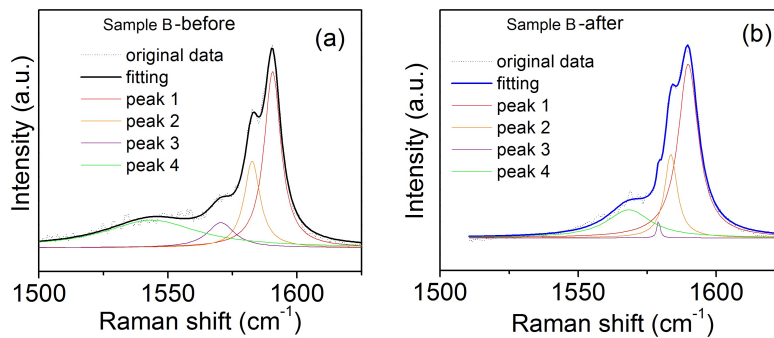 Sample B-before
(a)
original data
fitting
peak 1
peak 2
peak 3
peak 4
Intensity (a.u.)
1500 1550 1600
Raman shift (cm⁻¹)
Sample B-after
(b)
original data
fitting
peak 1
peak 2
peak 3
peak 4
Intensity (a.u.)
1500 1550 1600
Raman shift (cm⁻¹)